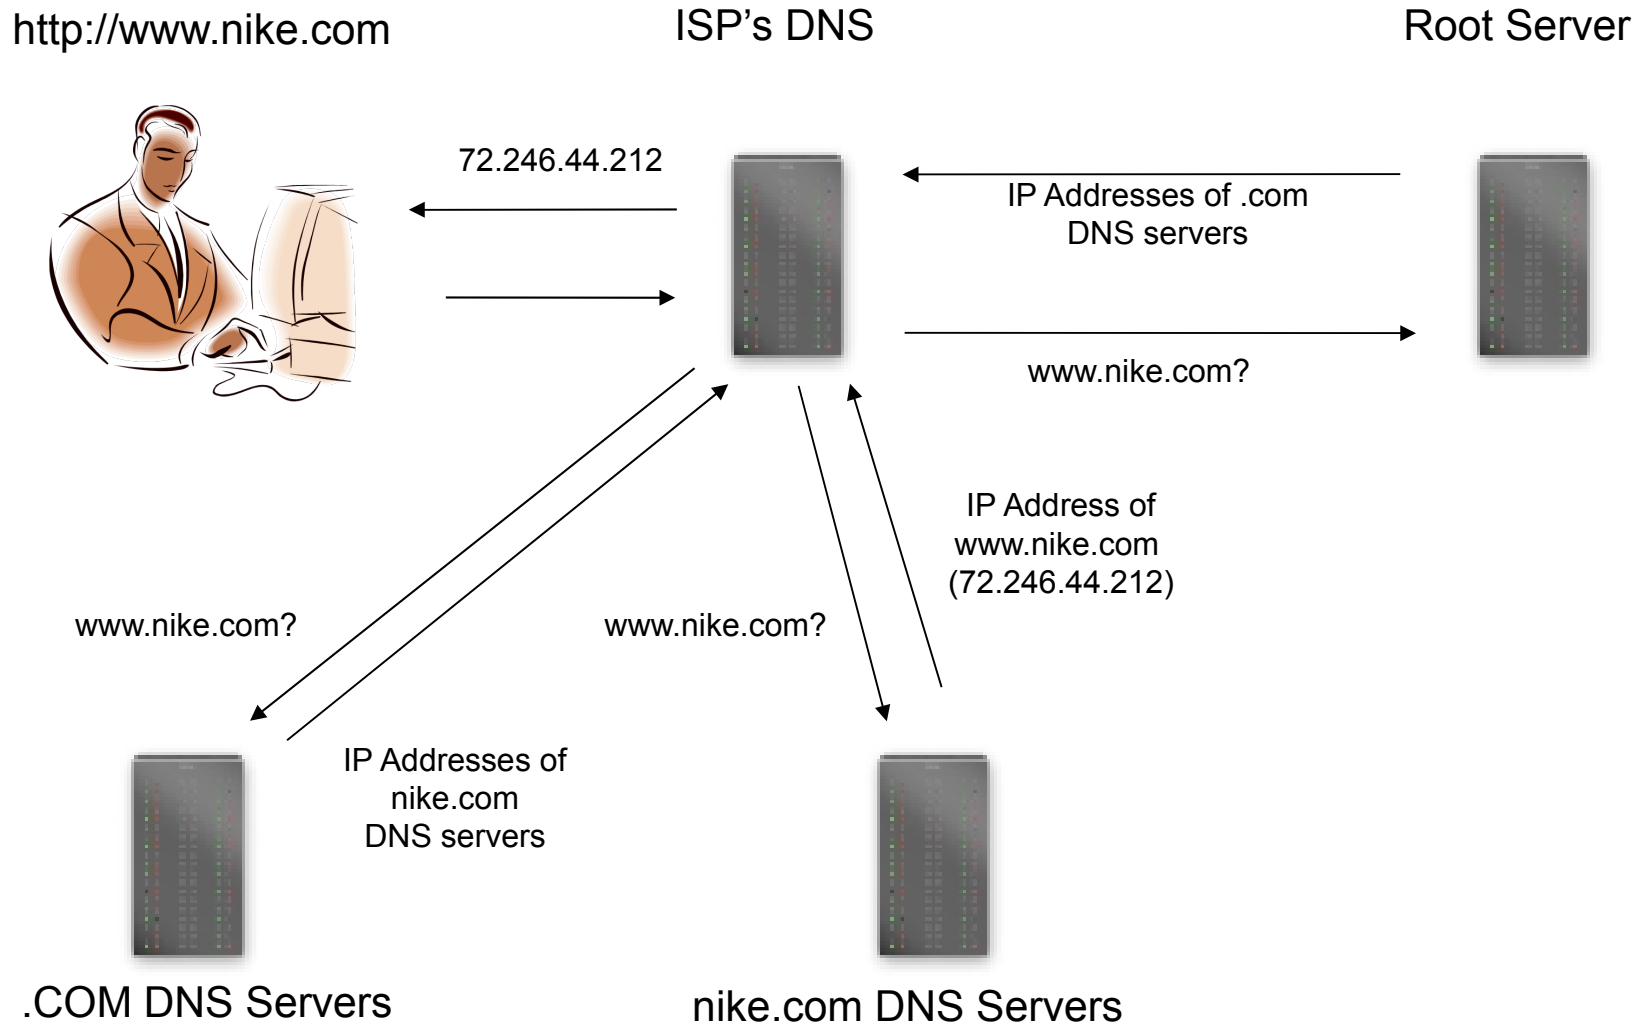 http://www.nike.com
ISP's DNS
Root Server
72.246.44.212
IP Addresses of .com
DNS servers
www.nike.com?
IP Address of
www.nike.com
(72.246.44.212)
www.nike.com?
www.nike.com?
IP Addresses of
nike.com
DNS servers
.COM DNS Servers
nike.com DNS Servers